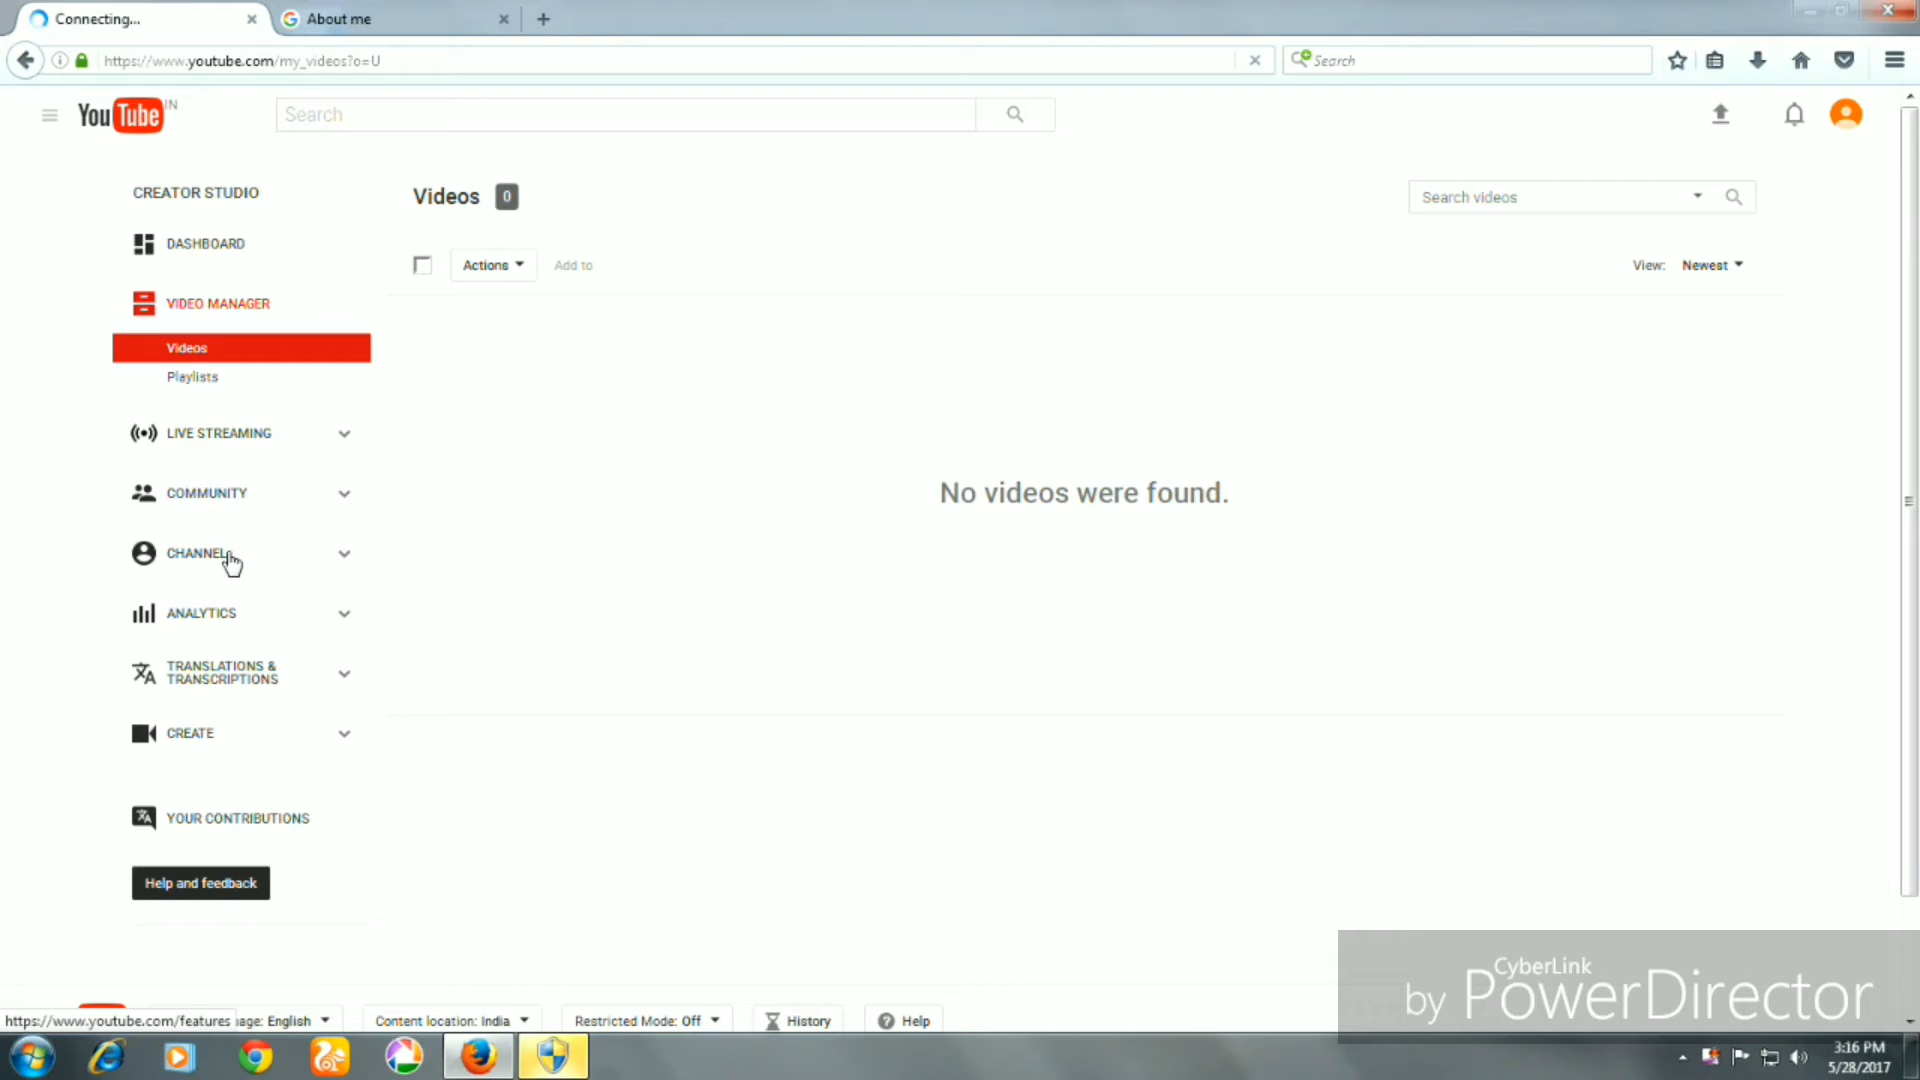 Connecting...
About me
https://www.youtube.com/my_videos?o=U
Search
YouTube IN
Search
CREATOR STUDIO
Videos 0
Search videos
DASHBOARD
Actions
Add to
View: Newest
VIDEO MANAGER
Videos
Playlists
LIVE STREAMING
COMMUNITY
No videos were found.
CHANNEL
ANALYTICS
TRANSLATIONS &
TRANSCRIPTIONS
CREATE
YOUR CONTRIBUTIONS
Help and feedback
CyberLink
by PowerDirector
https://www.youtube.com/features
age: English
Content location: India
Restricted Mode: Off
History
Help
3:16 PM
5/28/2017